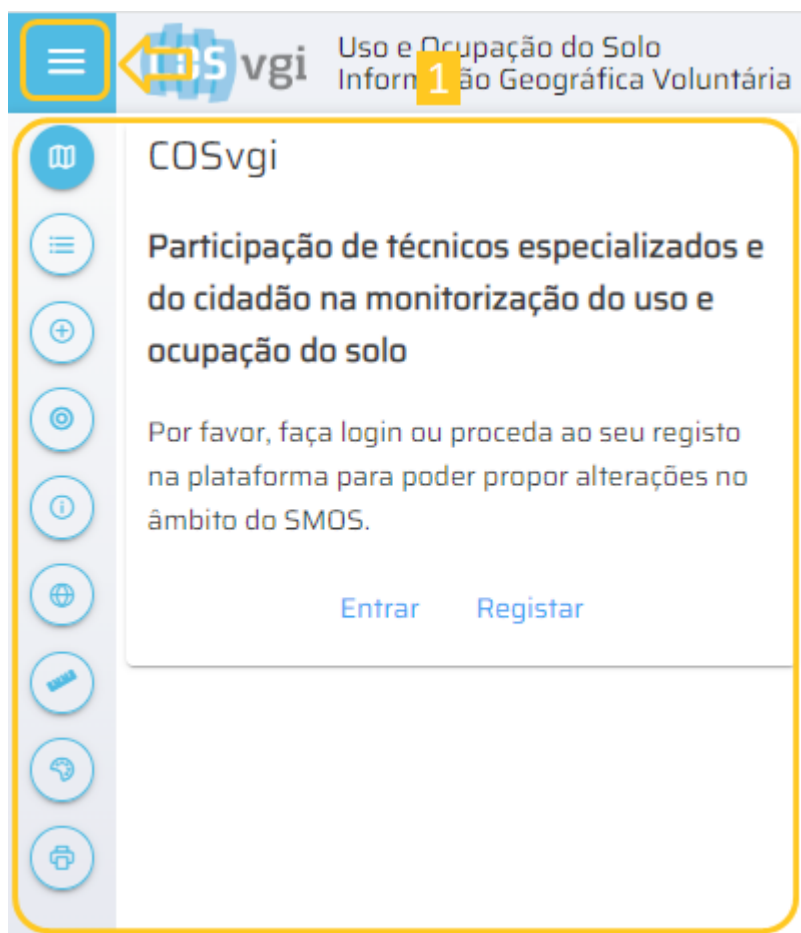 COSvgi
Uso e Ocupação do Solo
Informação Geográfica Voluntária
1
COSvgi
Participação de técnicos especializados e
do cidadão na monitorização do uso e
ocupação do solo
Por favor, faça login ou proceda ao seu registo
na plataforma para poder propor alterações no
âmbito do SMOS.
Entrar Registar